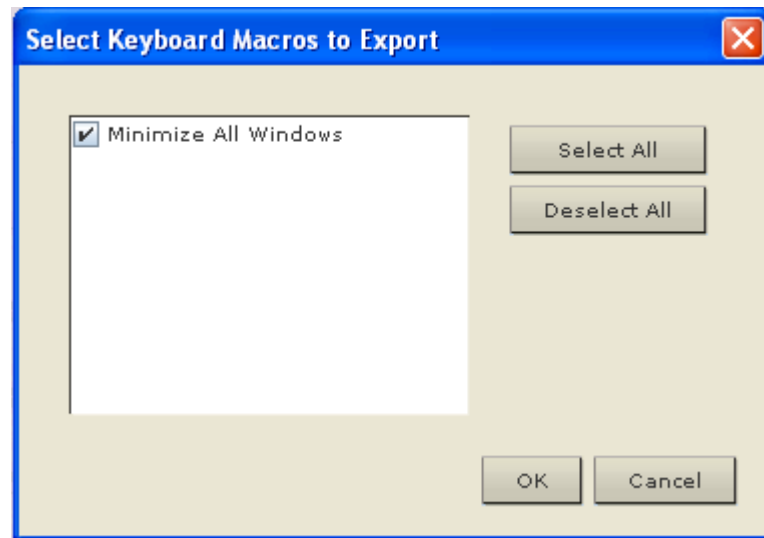 Select Keyboard Macros to Export
Minimize All Windows
Select All
Deselect All
OK
Cancel